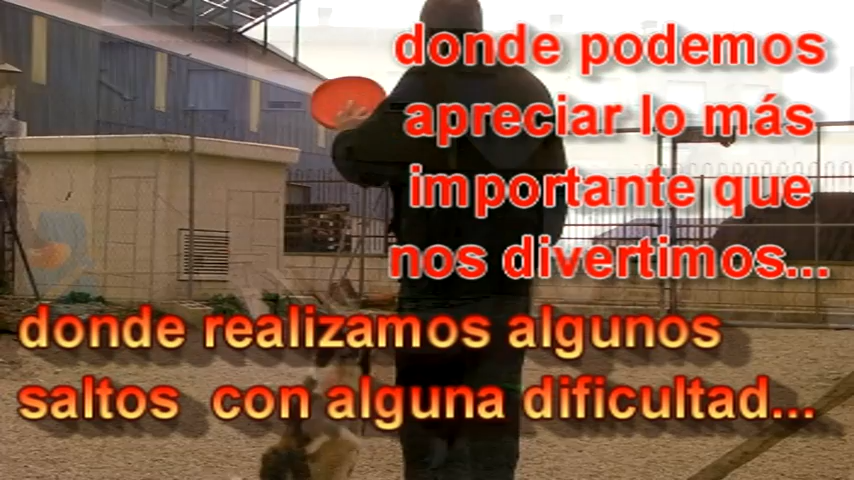 donde podemos
apreciar lo más
importante que
nos divertimos...
donde realizamos algunos
saltos con alguna dificultad...